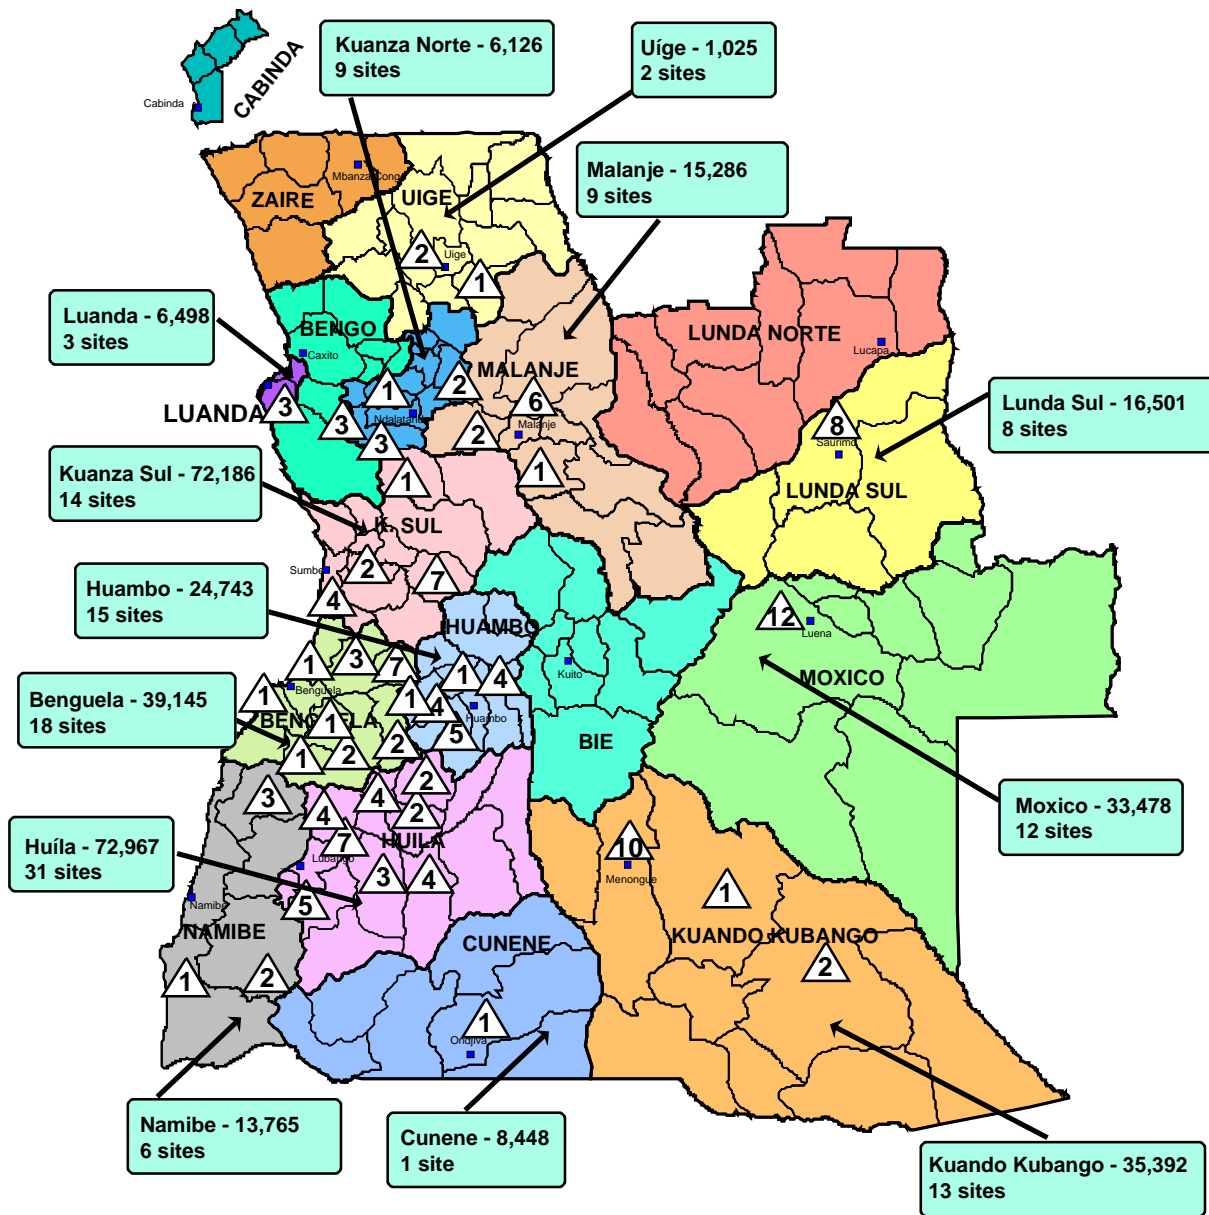 Kuanza Norte - 6,126
9 sites
Uíge - 1,025
2 sites
Cabinda
CABINDA
Malanje - 15,286
9 sites
Mbanza Congo
ZAIRE
UIGE
2
Uige
1
Luanda - 6,498
3 sites
BENGO
Caxito
LUNDA NORTE
Lucapa
MALANJE
1
2
6
LUANDA
3
3
Ndalatando
3
2
Malanje
1
8
Saurimo
Lunda Sul - 16,501
8 sites
LUNDA SUL
Kuanza Sul - 72,186
14 sites
1
K. SUL
Sumbe
2
7
4
Huambo - 24,743
15 sites
HUAMBO
12
Luena
MOXICO
1
3
7
1
4
Kuito
Benguela
1
1
4
Huambo
Benguela - 39,145
18 sites
BENGUELA
1
2
5
1
2
BIE
3
4
2
4
2
Moxico - 33,478
12 sites
7
HUILA
Lubango
Huíla - 72,967
31 sites
10
Menongue
3
4
1
Namibe
5
NAMIBE
CUNENE
KUANDO KUBANGO
1
2
2
1
Ondjiva
Namibe - 13,765
6 sites
Cunene - 8,448
1 site
Kuando Kubango - 35,392
13 sites